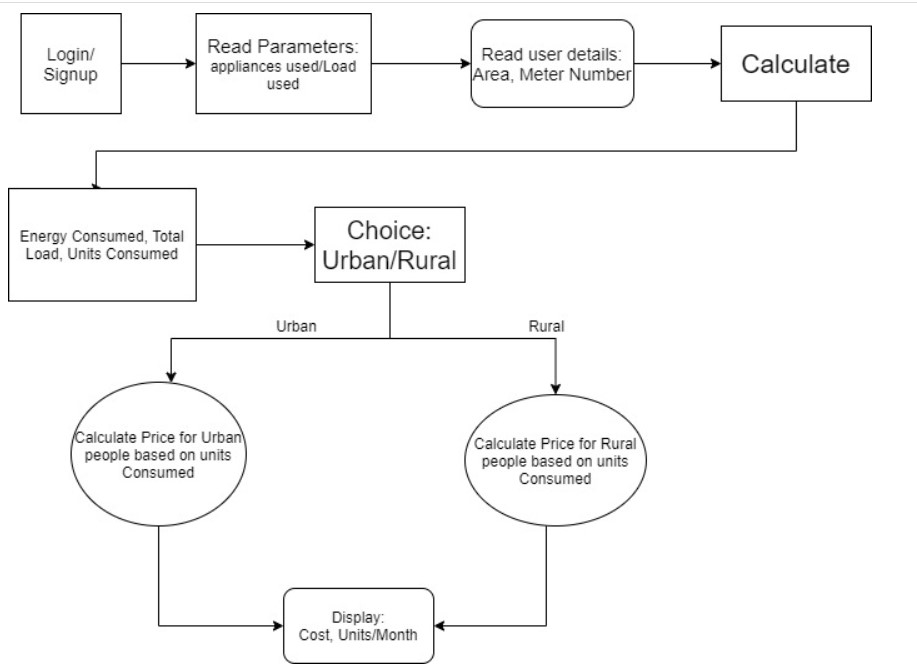 Login/
Signup
Read Parameters:
appliances used/Load
used
Read user details:
Area, Meter Number
Calculate
Energy Consumed, Total
Load, Units Consumed
Choice:
Urban/Rural
Urban
Rural
Calculate Price for Urban
people based on units
Consumed
Calculate Price for Rural
people based on units
Consumed
Display:
Cost, Units/Month